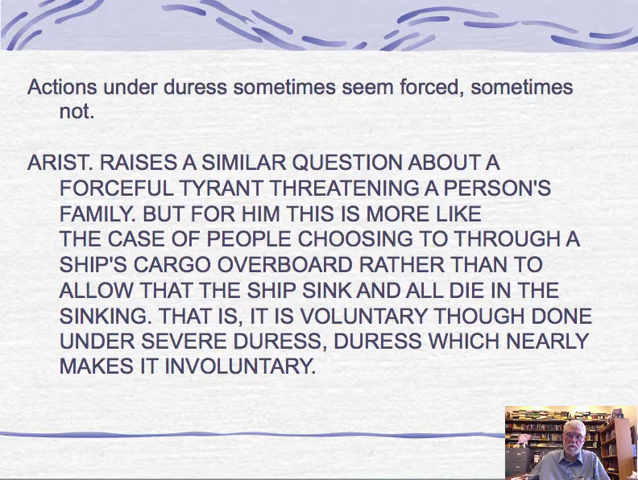 Actions under duress sometimes seem forced, sometimes
not.
ARIST. RAISES A SIMILAR QUESTION ABOUT A
FORCEFUL TYRANT THREATENING A PERSON'S
FAMILY. BUT FOR HIM THIS IS MORE LIKE
THE CASE OF PEOPLE CHOOSING TO THROUGH A
SHIP'S CARGO OVERBOARD RATHER THAN TO
ALLOW THAT THE SHIP SINK AND ALL DIE IN THE
SINKING. THAT IS, IT IS VOLUNTARY THOUGH DONE
UNDER SEVERE DURESS, DURESS WHICH NEARLY
MAKES IT INVOLUNTARY.